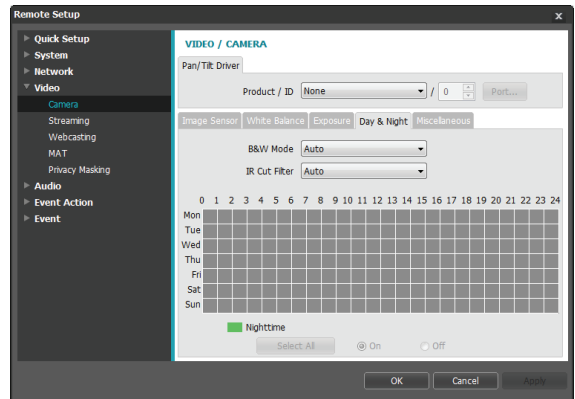 Remote Setup x
Quick Setup
System
Network
Video
Camera
Streaming
Webcasting
MAT
Privacy Masking
Audio
Event Action
Event
VIDEO / CAMERA
Pan/Tilt Driver
Product / ID None / 0 Port...
Image Sensor White Balance Exposure Day & Night Miscellaneous
B&W Mode Auto
IR Cut Filter Auto
0 1 2 3 4 5 6 7 8 9 10 11 12 13 14 15 16 17 18 19 20 21 22 23 24
Mon
Tue
Wed
Thu
Fri
Sat
Sun
Nighttime
Select All On Off
OK Cancel Apply